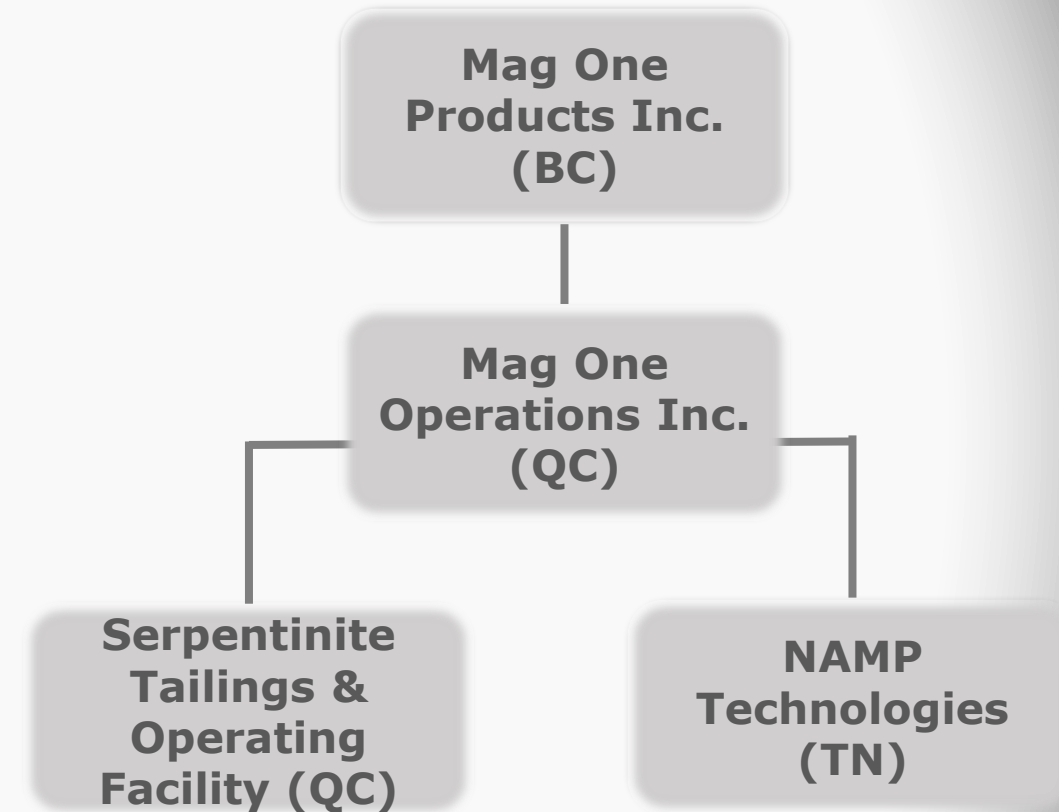 Mag One
Products Inc.
(BC)
Mag One
Operations Inc.
(QC)
Serpentinite
Tailings &
Operating
Facility (QC)
NAMP
Technologies
(TN)